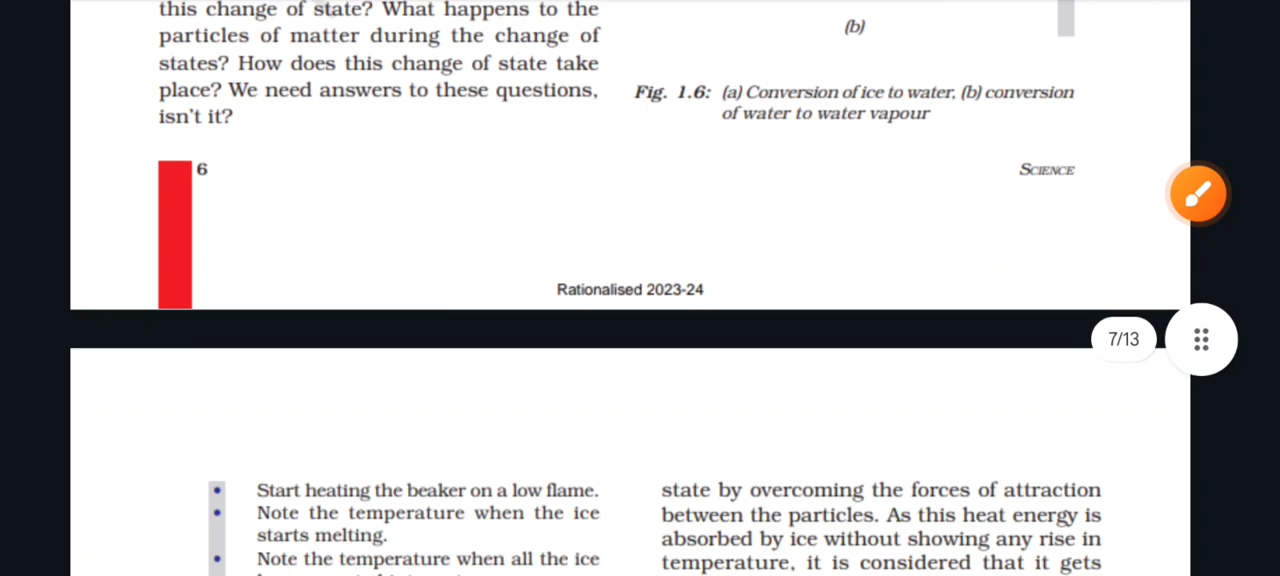 this change of state? What happens to the
particles of matter during the change of
states? How does this change of state take
place? We need answers to these questions,
isn't it?
(b)
Fig. 1.6: (a) Conversion of ice to water, (b) conversion
of water to water vapour
6
SCIENCE
Rationalised 2023-24
7/13
• Start heating the beaker on a low flame.
• Note the temperature when the ice
starts melting.
• Note the temperature when all the ice
state by overcoming the forces of attraction
between the particles. As this heat energy is
absorbed by ice without showing any rise in
temperature, it is considered that it gets